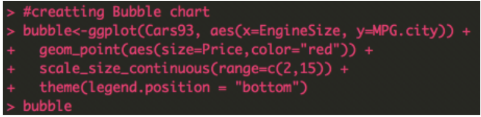 > #creatting Bubble chart
> bubble<-ggplot(Cars93, aes(x=EngineSize, y=MPG.city)) +
+   geom_point(aes(size=Price,color="red")) +
+   scale_size_continuous(range=c(2,15)) +
+   theme(legend.position = "bottom")
> bubble